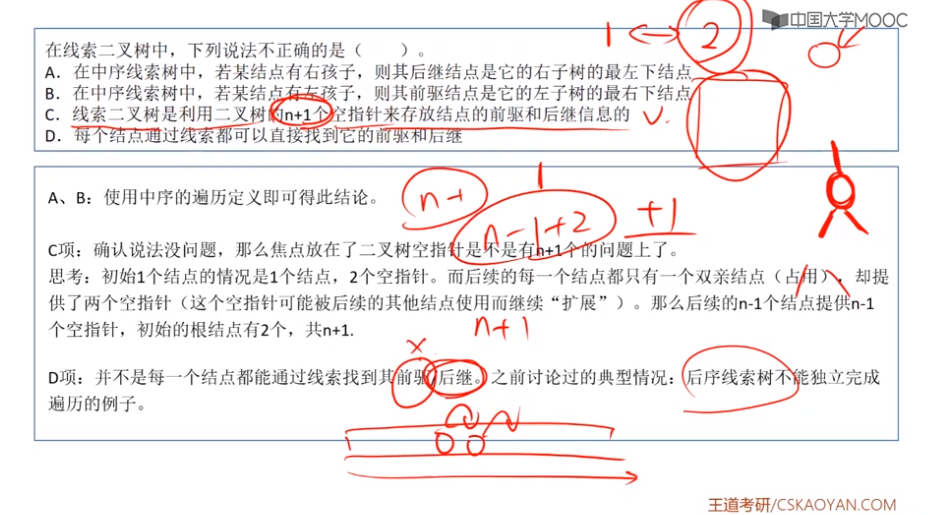 中国大学MOOC
1
2
在线索二叉树中，下列说法不正确的是（ ）。
A. 在中序线索树中，若某结点有右孩子，则其后继结点是它的右子树的最左下结点
B. 在中序线索树中，若某结点有左孩子，则其前驱结点是它的左子树的最右下结点
C. 线索二叉树是利用二叉树的n+1个空指针来存放结点的前驱和后继信息的
D. 每个结点通过线索都可以直接找到它的前驱和后继
A、B：使用中序的遍历定义即可得此结论。
n-1
1
n-1+2
+1
C项：确认说法没问题，那么焦点放在了二叉树空指针是不是有n+1个的问题上了。
思考：初始1个结点的情况是1个结点，2个空指针。而后续的每一个结点都只有一个双亲结点（占用），却提
供了两个空指针（这个空指针可能被后续的其他结点使用而继续“扩展”）。那么后续的n-1个结点提供n-1
个空指针，初始的根结点有2个，共n+1.
n+1
D项：并不是每一个结点都能通过线索找到其前驱/后继。之前讨论过的典型情况：后序线索树不能独立完成
遍历的例子。
王道考研/CSKAOYAN.COM